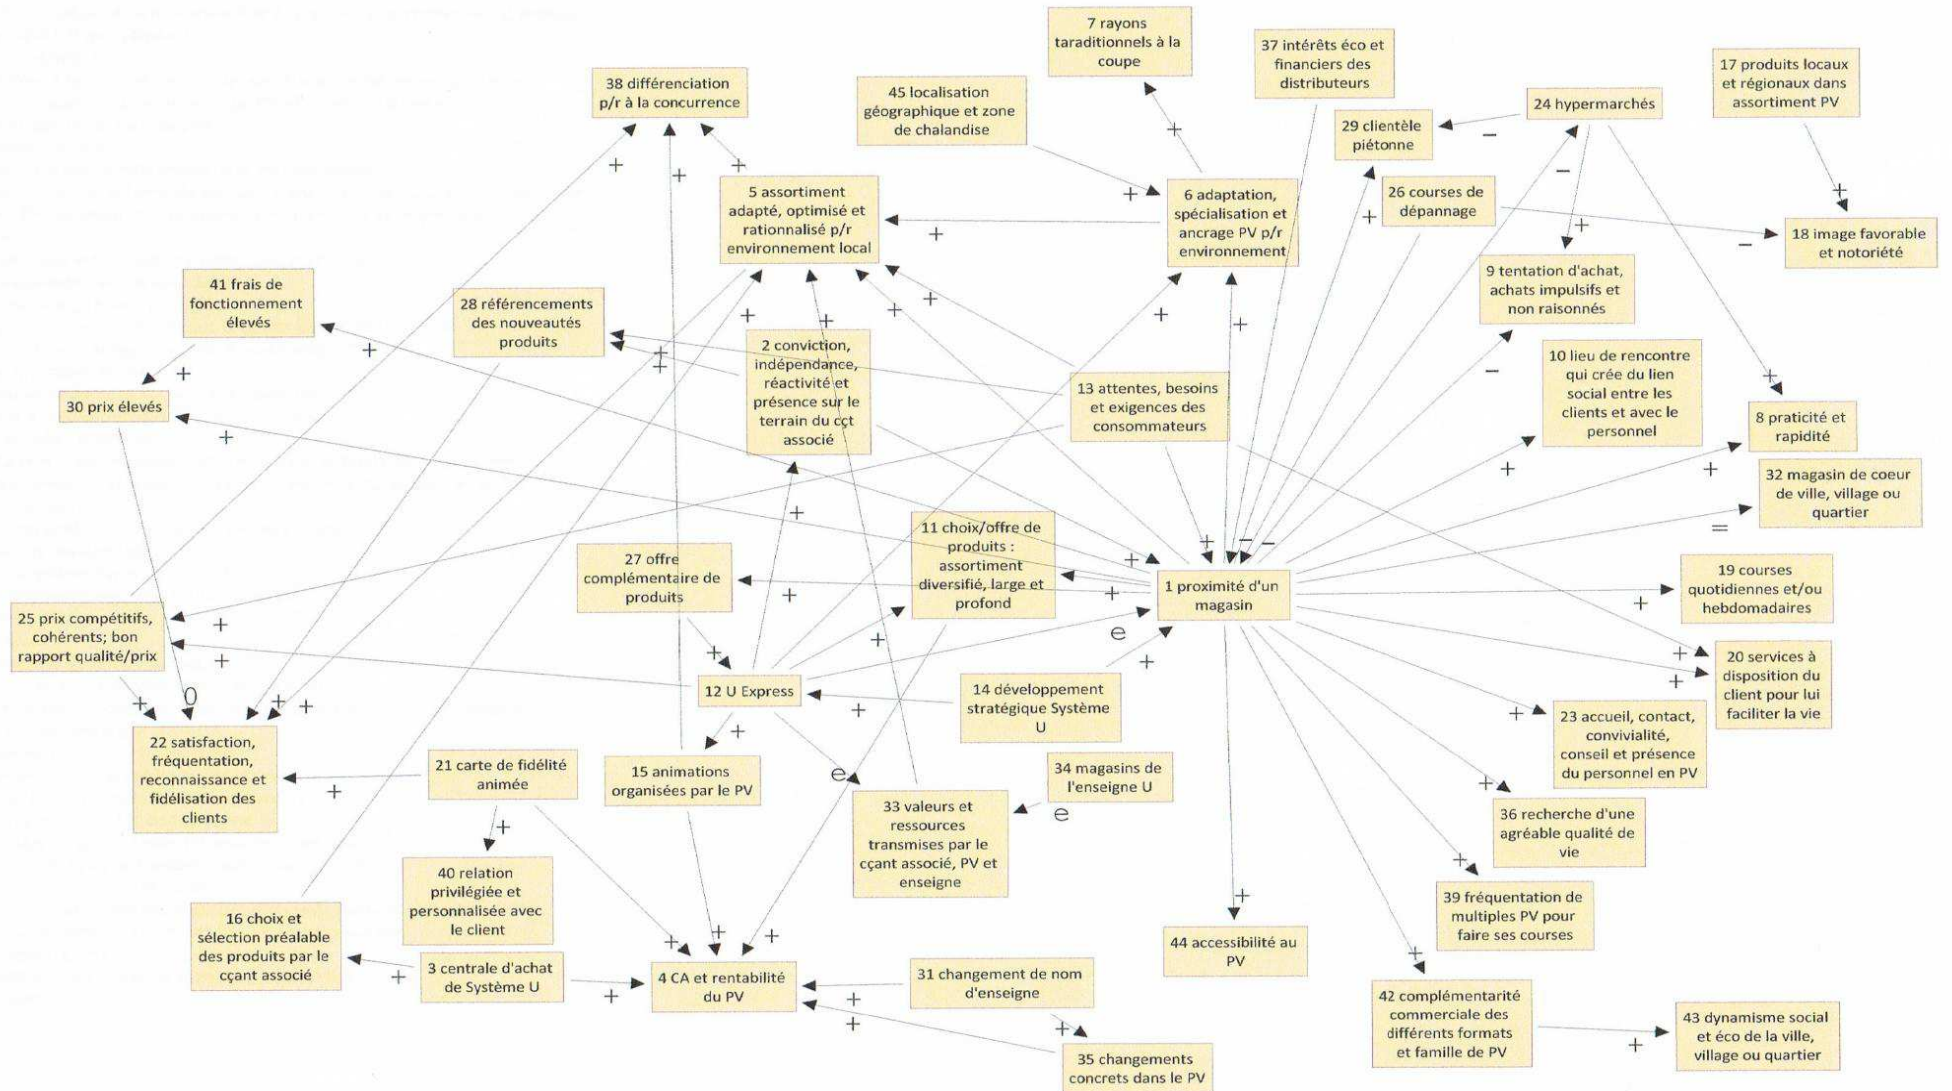 7 rayons
taraditionnels à la
coupe
37 intérêts éco et
financiers des
distributeurs
17 produits locaux
et régionaux dans
assortiment PV
38 différenciation
p/r à la concurrence
45 localisation
géographique et zone
de chalandise
24 hypermarchés
29 clientèle
piétonne
5 assortiment
adapté, optimisé et
rationnalisé p/r
environnement local
6 adaptation,
spécialisation et
ancrage PV p/r
environnement
26 courses de
dépannage
18 image favorable
et notoriété
41 frais de
fonctionnement
élevés
28 référencements
des nouveautés
produits
9 tentation d'achat,
achats impulsifs et
non raisonnés
2 conviction,
indépendance,
réactivité et
présence sur le
terrain du cçt
associé
10 lieu de rencontre
qui crée du lien
social entre les
clients et avec le
personnel
30 prix élevés
13 attentes, besoins
et exigences des
consommateurs
8 praticité et
rapidité
32 magasin de coeur
de ville, village ou
quartier
11 choix/offre de
produits :
assortiment
diversifié, large et
profond
27 offre
complémentaire de
produits
1 proximité d'un
magasin
19 courses
quotidiennes et/ou
hebdomadaires
25 prix compétitifs,
cohérents; bon
rapport qualité/prix
12 U Express
14 développement
stratégique Système
U
20 services à
disposition du
client pour lui
faciliter la vie
23 accueil, contact,
convivialité,
conseil et présence
du personnel en PV
22 satisfaction,
fréquentation,
reconnaissance et
fidélisation des
clients
21 carte de fidélité
animée
15 animations
organisées par le PV
34 magasins de
l'enseigne U
33 valeurs et
ressources
transmises par le
cçant associé, PV et
enseigne
36 recherche d'une
agréable qualité de
vie
40 relation
privilégiée et
personnalisée avec
le client
39 fréquentation de
multiples PV pour
faire ses courses
16 choix et
sélection préalable
des produits par le
cçant associé
3 centrale d'achat
de Système U
4 CA et rentabilité
du PV
31 changement de nom
d'enseigne
44 accessibilité au
PV
42 complémentarité
commerciale des
différents formats
et famille de PV
43 dynamisme social
et éco de la ville,
village ou quartier
35 changements
concrets dans le PV
0
e
e
e